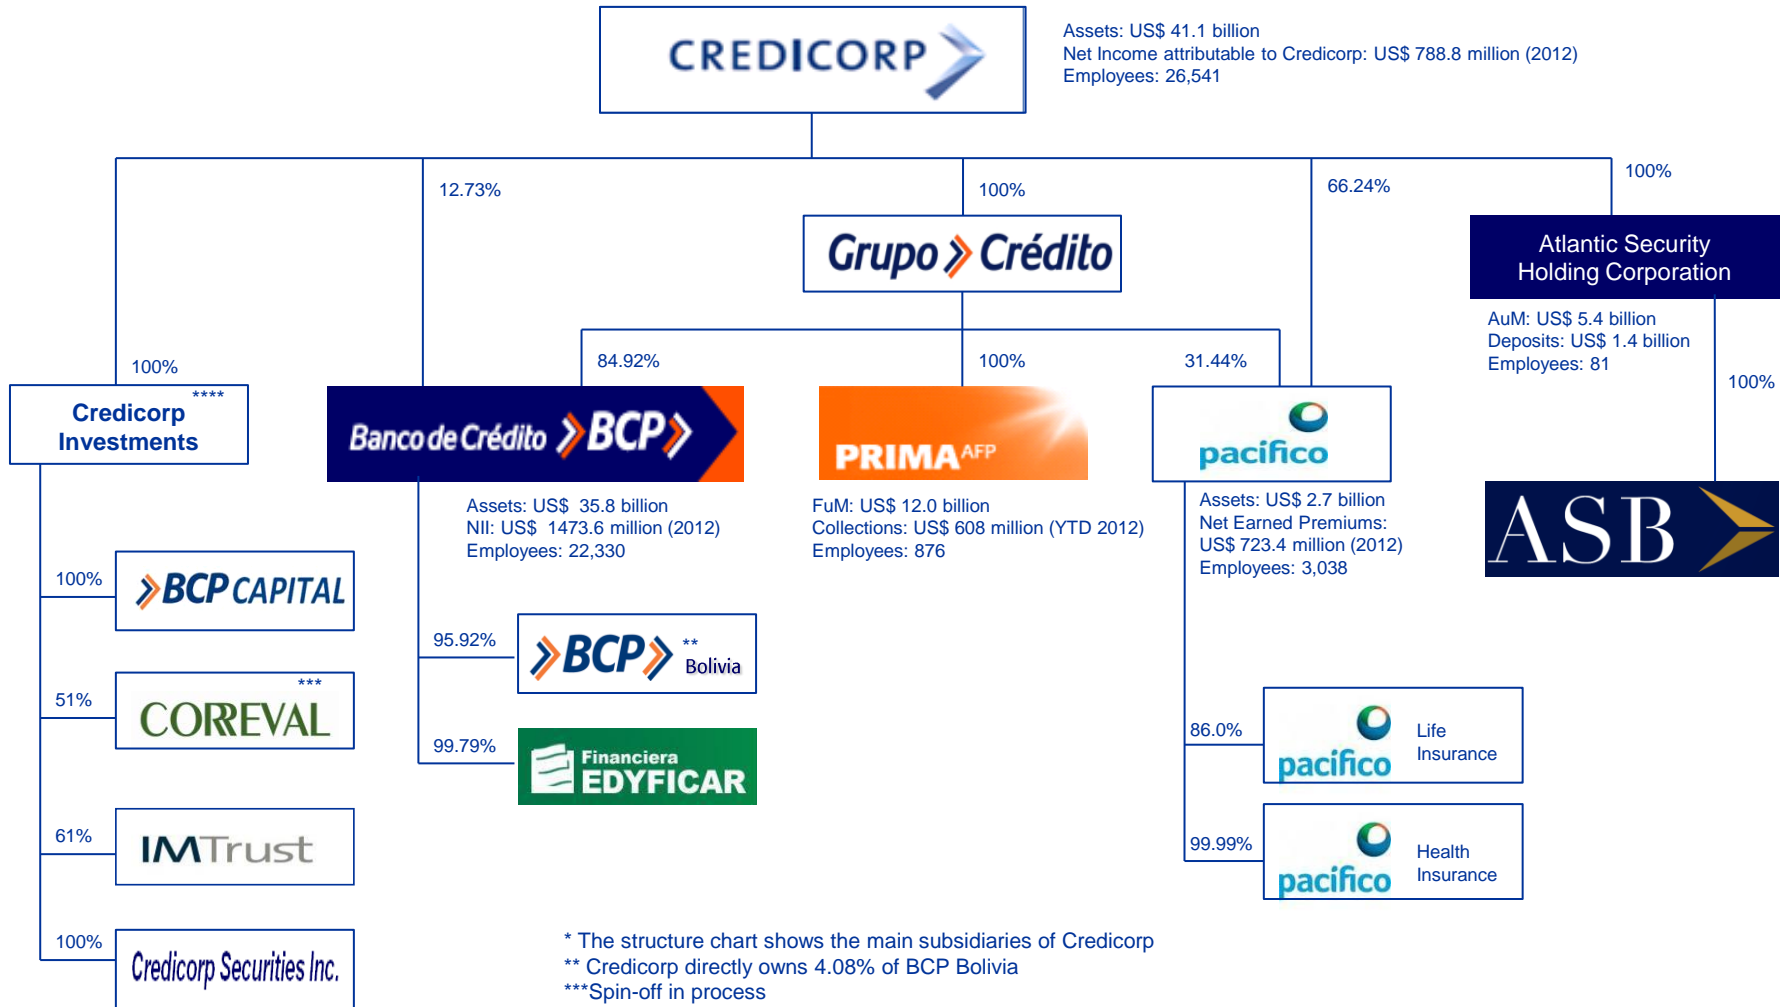 CREDICORP
Assets: US$ 41.1 billion
Net Income attributable to Credicorp: US$ 788.8 million (2012)
Employees: 26,541
12.73%
100%
66.24%
100%
Grupo Crédito
Atlantic Security
Holding Corporation
AuM: US$ 5.4 billion
Deposits: US$ 1.4 billion
Employees: 81
100%
84.92%
100%
31.44%
100%
****
Credicorp
Investments
Banco de Crédito BCP
PRIMA AFP
pacifico
ASB
Assets: US$ 35.8 billion
NII: US$ 1473.6 million (2012)
Employees: 22,330
FuM: US$ 12.0 billion
Collections: US$ 608 million (YTD 2012)
Employees: 876
Assets: US$ 2.7 billion
Net Earned Premiums:
US$ 723.4 million (2012)
Employees: 3,038
100%
BCP CAPITAL
95.92%
BCP **
Bolivia
51%
***
CORREVAL
99.79%
Financiera
EDYFICAR
86.0%
pacifico
Life
Insurance
61%
IMTrust
99.99%
pacifico
Health
Insurance
100%
Credicorp Securities Inc.
* The structure chart shows the main subsidiaries of Credicorp
** Credicorp directly owns 4.08% of BCP Bolivia
***Spin-off in process